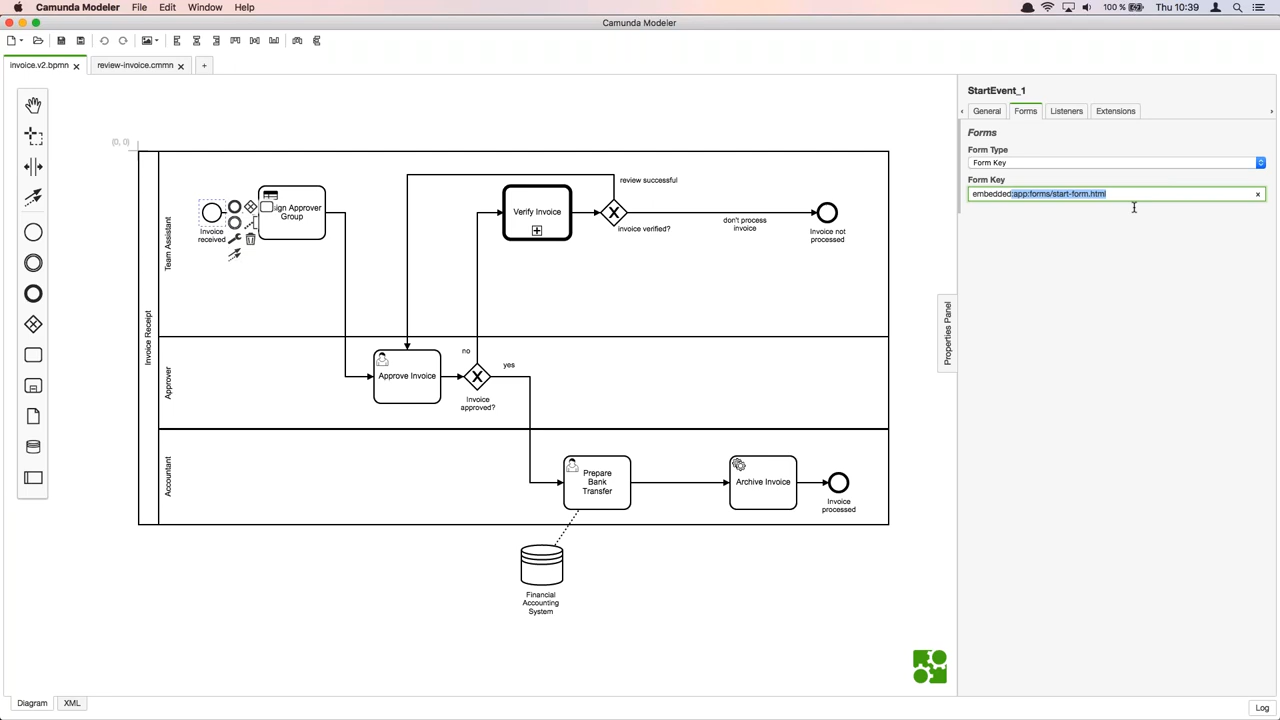 Camunda Modeler File Edit Window Help
100 % Thu 10:39
Camunda Modeler
invoice.v2.bpmn
review-invoice.cmmn
+
StartEvent_1
General Forms Listeners Extensions
Forms
Form Type
Form Key
Form Key
embedded:app:forms/start-form.html
(0, 0)
Invoice Receipt
Team Assistant
Invoice
received
Approver
Group
Verify Invoice
review successful
invoice verified?
don't process
invoice
Invoice not
processed
Properties Panel
Approver
Approve Invoice
no
yes
Invoice
approved?
Accountant
Prepare
Bank
Transfer
Archive Invoice
Invoice
processed
Financial
Accounting
System
Diagram XML
Log